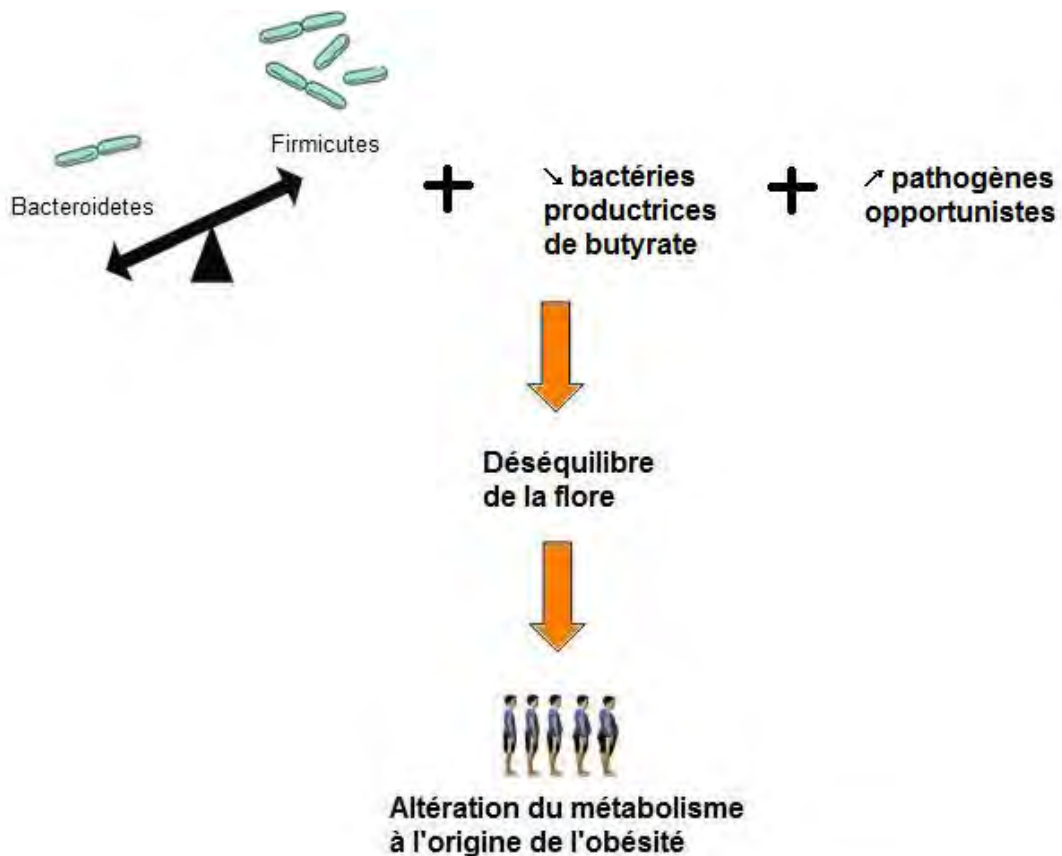 Firmicutes
Bacteroidetes
↘ bactéries
productrices
de butyrate
↗ pathogènes
opportunistes
Déséquilibre
de la flore
Altération du métabolisme
à l'origine de l'obésité